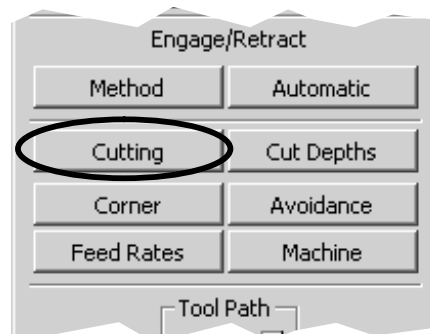 Engage/Retract
Method Automatic
Cutting Cut Depths
Corner Avoidance
Feed Rates Machine
Tool Path